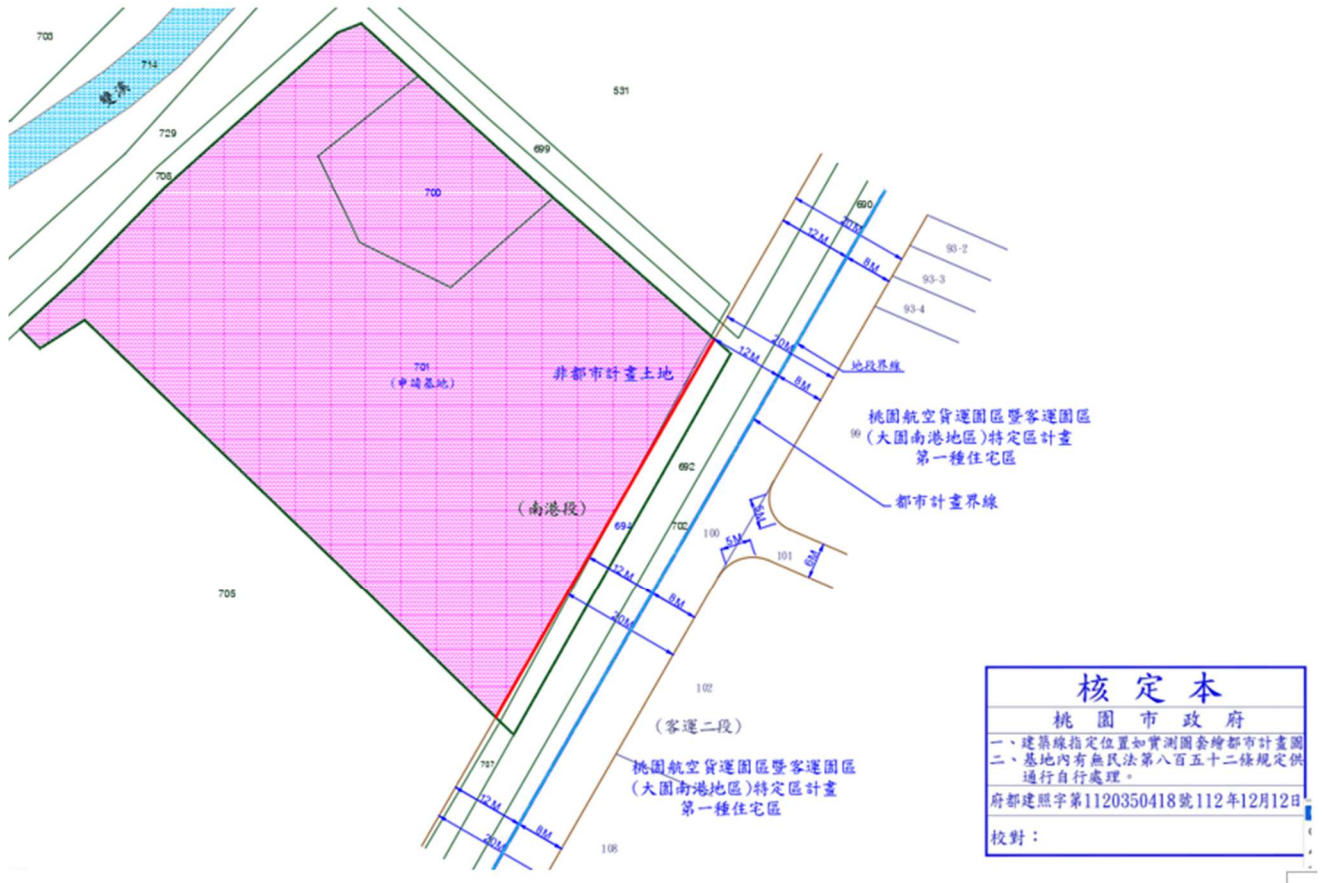 703
714
雙溪
531
729
699
708
700
690
20M
12M
8M
93-2
93-3
93-4
20M
12M
8M
地段界線
701
(申請基地)
非都市計畫土地
桃園航空貨運園區暨客運園區
99
(大園南港地區)特定區計畫
第一種住宅區
692
都市計畫界線
(南港段)
5M
694
702
100
5M
101
6M
12M
8M
705
20M
102
(客運二段)
707
桃園航空貨運園區暨客運園區
(大園南港地區)特定區計畫
第一種住宅區
12M
8M
20M
108
核定本
桃園市政府
一、建築線指定位置如實測圖套繪都市計畫圖
二、基地內有無民法第八百五十二條規定供
通行自行處理。
府都建照字第1120350418號112年12月12日
校對：